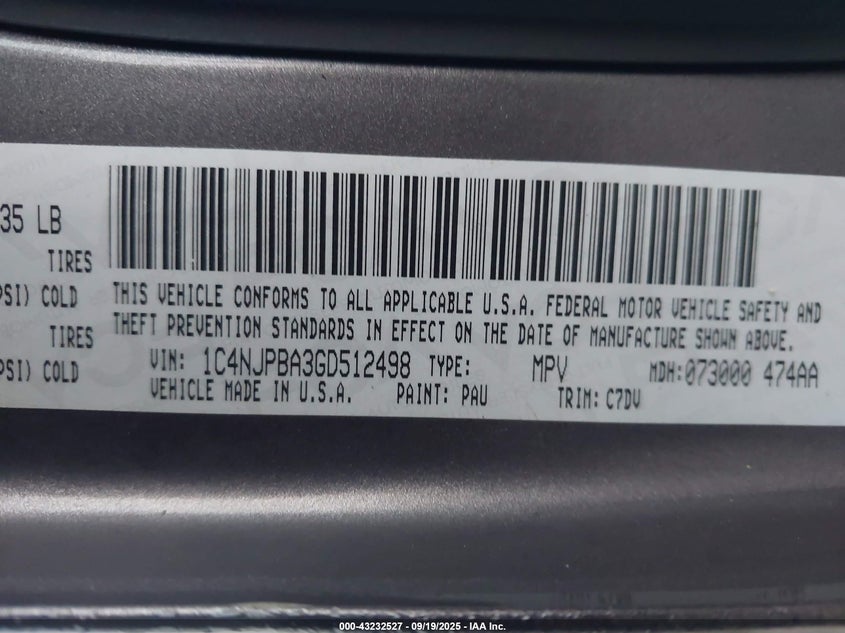 35 LB
TIRES
PSI) COLD
TIRES
PSI) COLD
THIS VEHICLE CONFORMS TO ALL APPLICABLE U.S.A. FEDERAL MOTOR VEHICLE SAFETY AND
THEFT PREVENTION STANDARDS IN EFFECT ON THE DATE OF MANUFACTURE SHOWN ABOVE.
VIN: 1C4NJPBA3GD512498 TYPE: MPV MDH:073000 474AA
VEHICLE MADE IN U.S.A. PAINT: PAU TRIM: C7DV
000-43232527 - 09/19/2025 - IAA Inc.